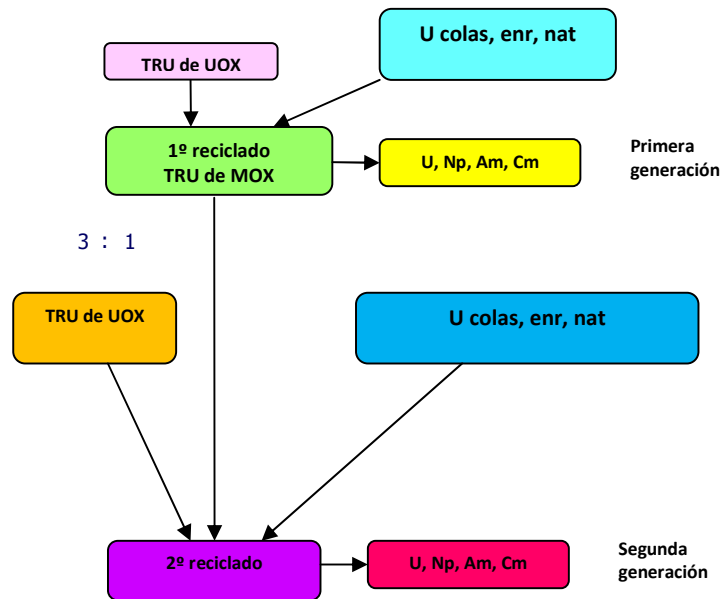 U colas, enr, nat
TRU de UOX
1º reciclado
TRU de MOX
U, Np, Am, Cm
Primera
generación
3 : 1
TRU de UOX
U colas, enr, nat
2º reciclado
U, Np, Am, Cm
Segunda
generación